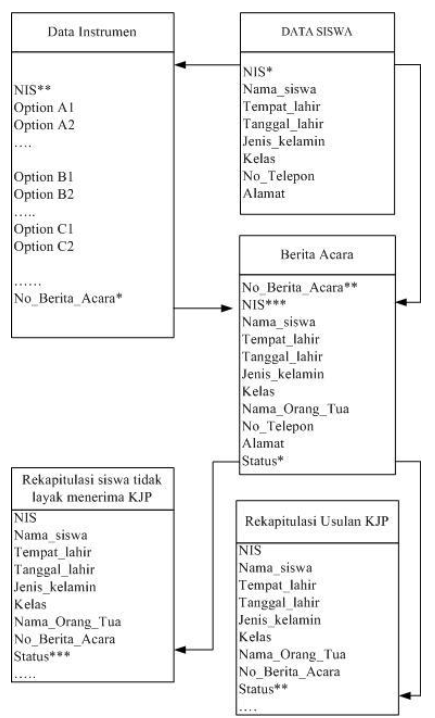 Data Instrumen
NIS**
Option A1
Option A2
....
Option B1
Option B2
.....
Option C1
Option C2
......
No_Berita_Acara*
DATA SISWA
NIS*
Nama_siswa
Tempat_lahir
Tanggal_lahir
Jenis_kelamin
Kelas
No_Telepon
Alamat
Berita Acara
No_Berita_Acara**
NIS***
Nama_siswa
Tempat_lahir
Tanggal_lahir
Jenis_kelamin
Kelas
Nama_Orang_Tua
No_Telepon
Alamat
Status*
Rekapitulasi siswa tidak
layak menerima KJP
NIS
Nama_siswa
Tempat_lahir
Tanggal_lahir
Jenis_kelamin
Kelas
Nama_Orang_Tua
No_Berita_Acara
Status***
.....
Rekapitulasi Usulan KJP
NIS
Nama_siswa
Tempat_lahir
Tanggal_lahir
Jenis_kelamin
Kelas
Nama_Orang_Tua
No_Berita_Acara
Status**
....